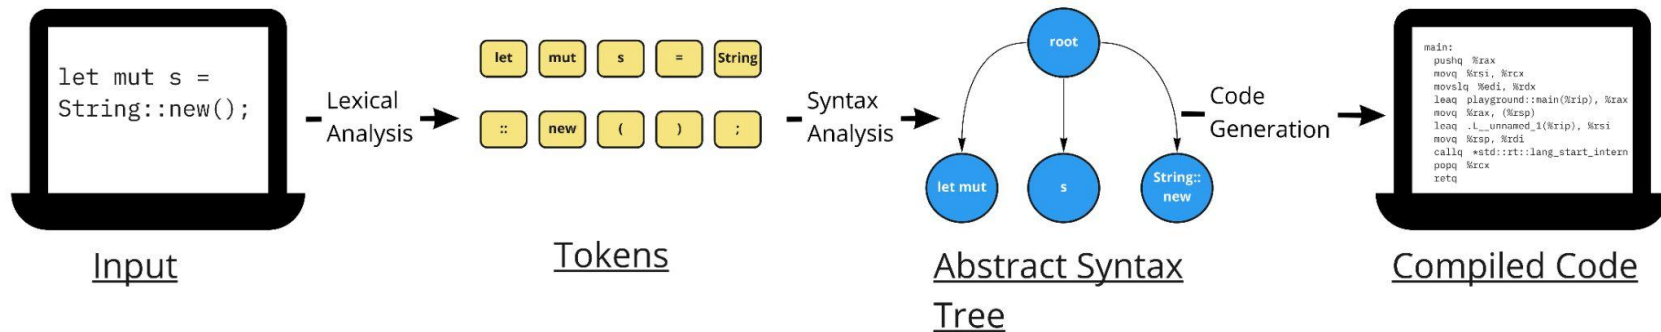 let mut s =
String::new();
Input
Lexical
Analysis
let mut s = String
:: new ( ) ;
Tokens
Syntax
Analysis
root
let mut s String::
new
Abstract Syntax
Tree
Code
Generation
main:
pushq %rax
movq %rsi, %rcx
movslq %edi, %rdx
leaq playground::main(%rip), %rax
movq %rax, (%rsp)
leaq .L__unnamed_1(%rip), %rsi
movq %rsp, %rdi
callq *std::rt::lang_start_intern
popq %rcx
retq
Compiled Code